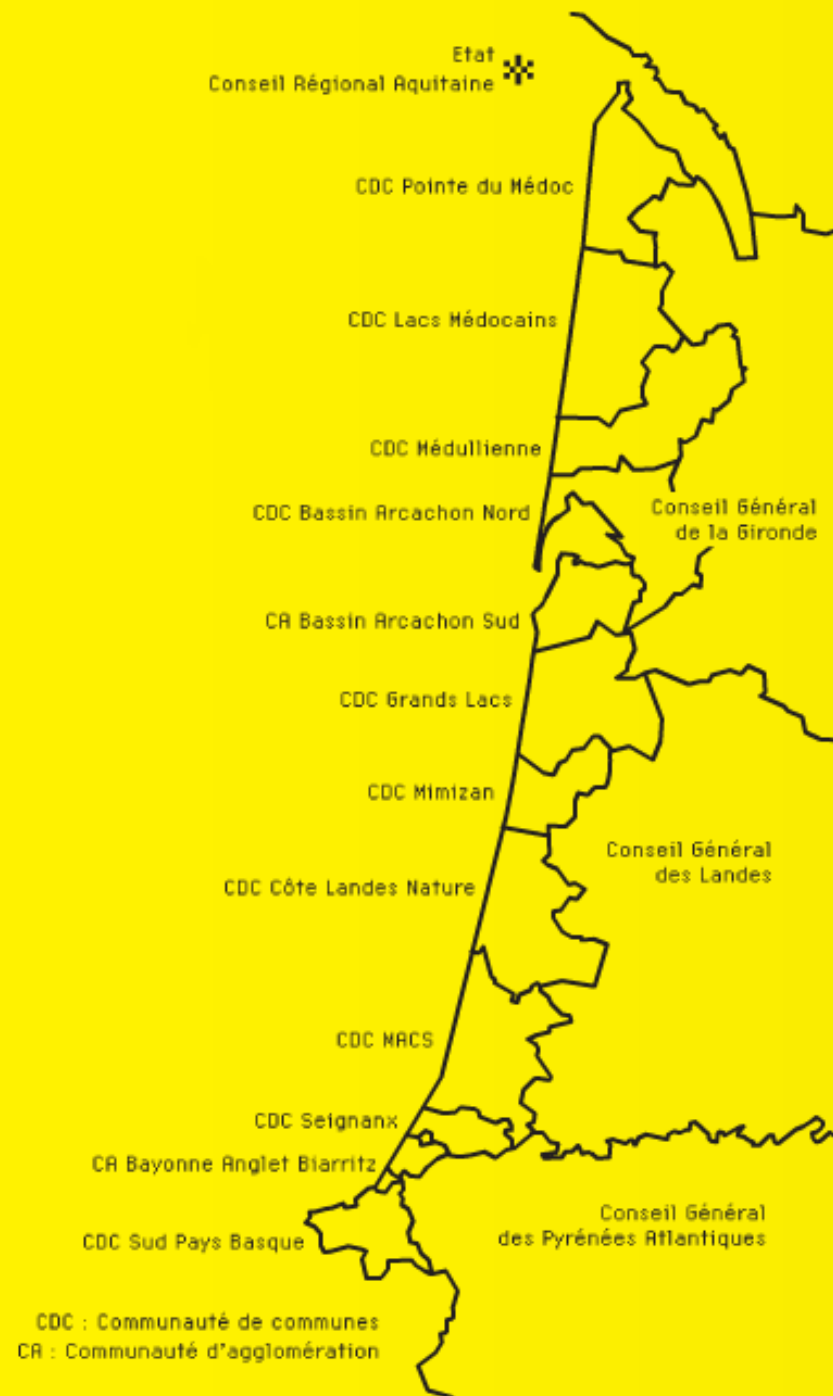 Etat
Conseil Régional Aquitaine
CDC Pointe du Médoc
CDC Lacs Médocains
CDC Médullienne
CDC Bassin Arcachon Nord
Conseil Général
de la Gironde
CA Bassin Arcachon Sud
CDC Grands Lacs
CDC Mimizan
Conseil Général
des Landes
CDC Côte Landes Nature
CDC MACS
CDC Seignanx
CA Bayonne Anglet Biarritz
Conseil Général
des Pyrénées Atlantiques
CDC Sud Pays Basque
CDC : Communauté de communes
CA : Communauté d'agglomération